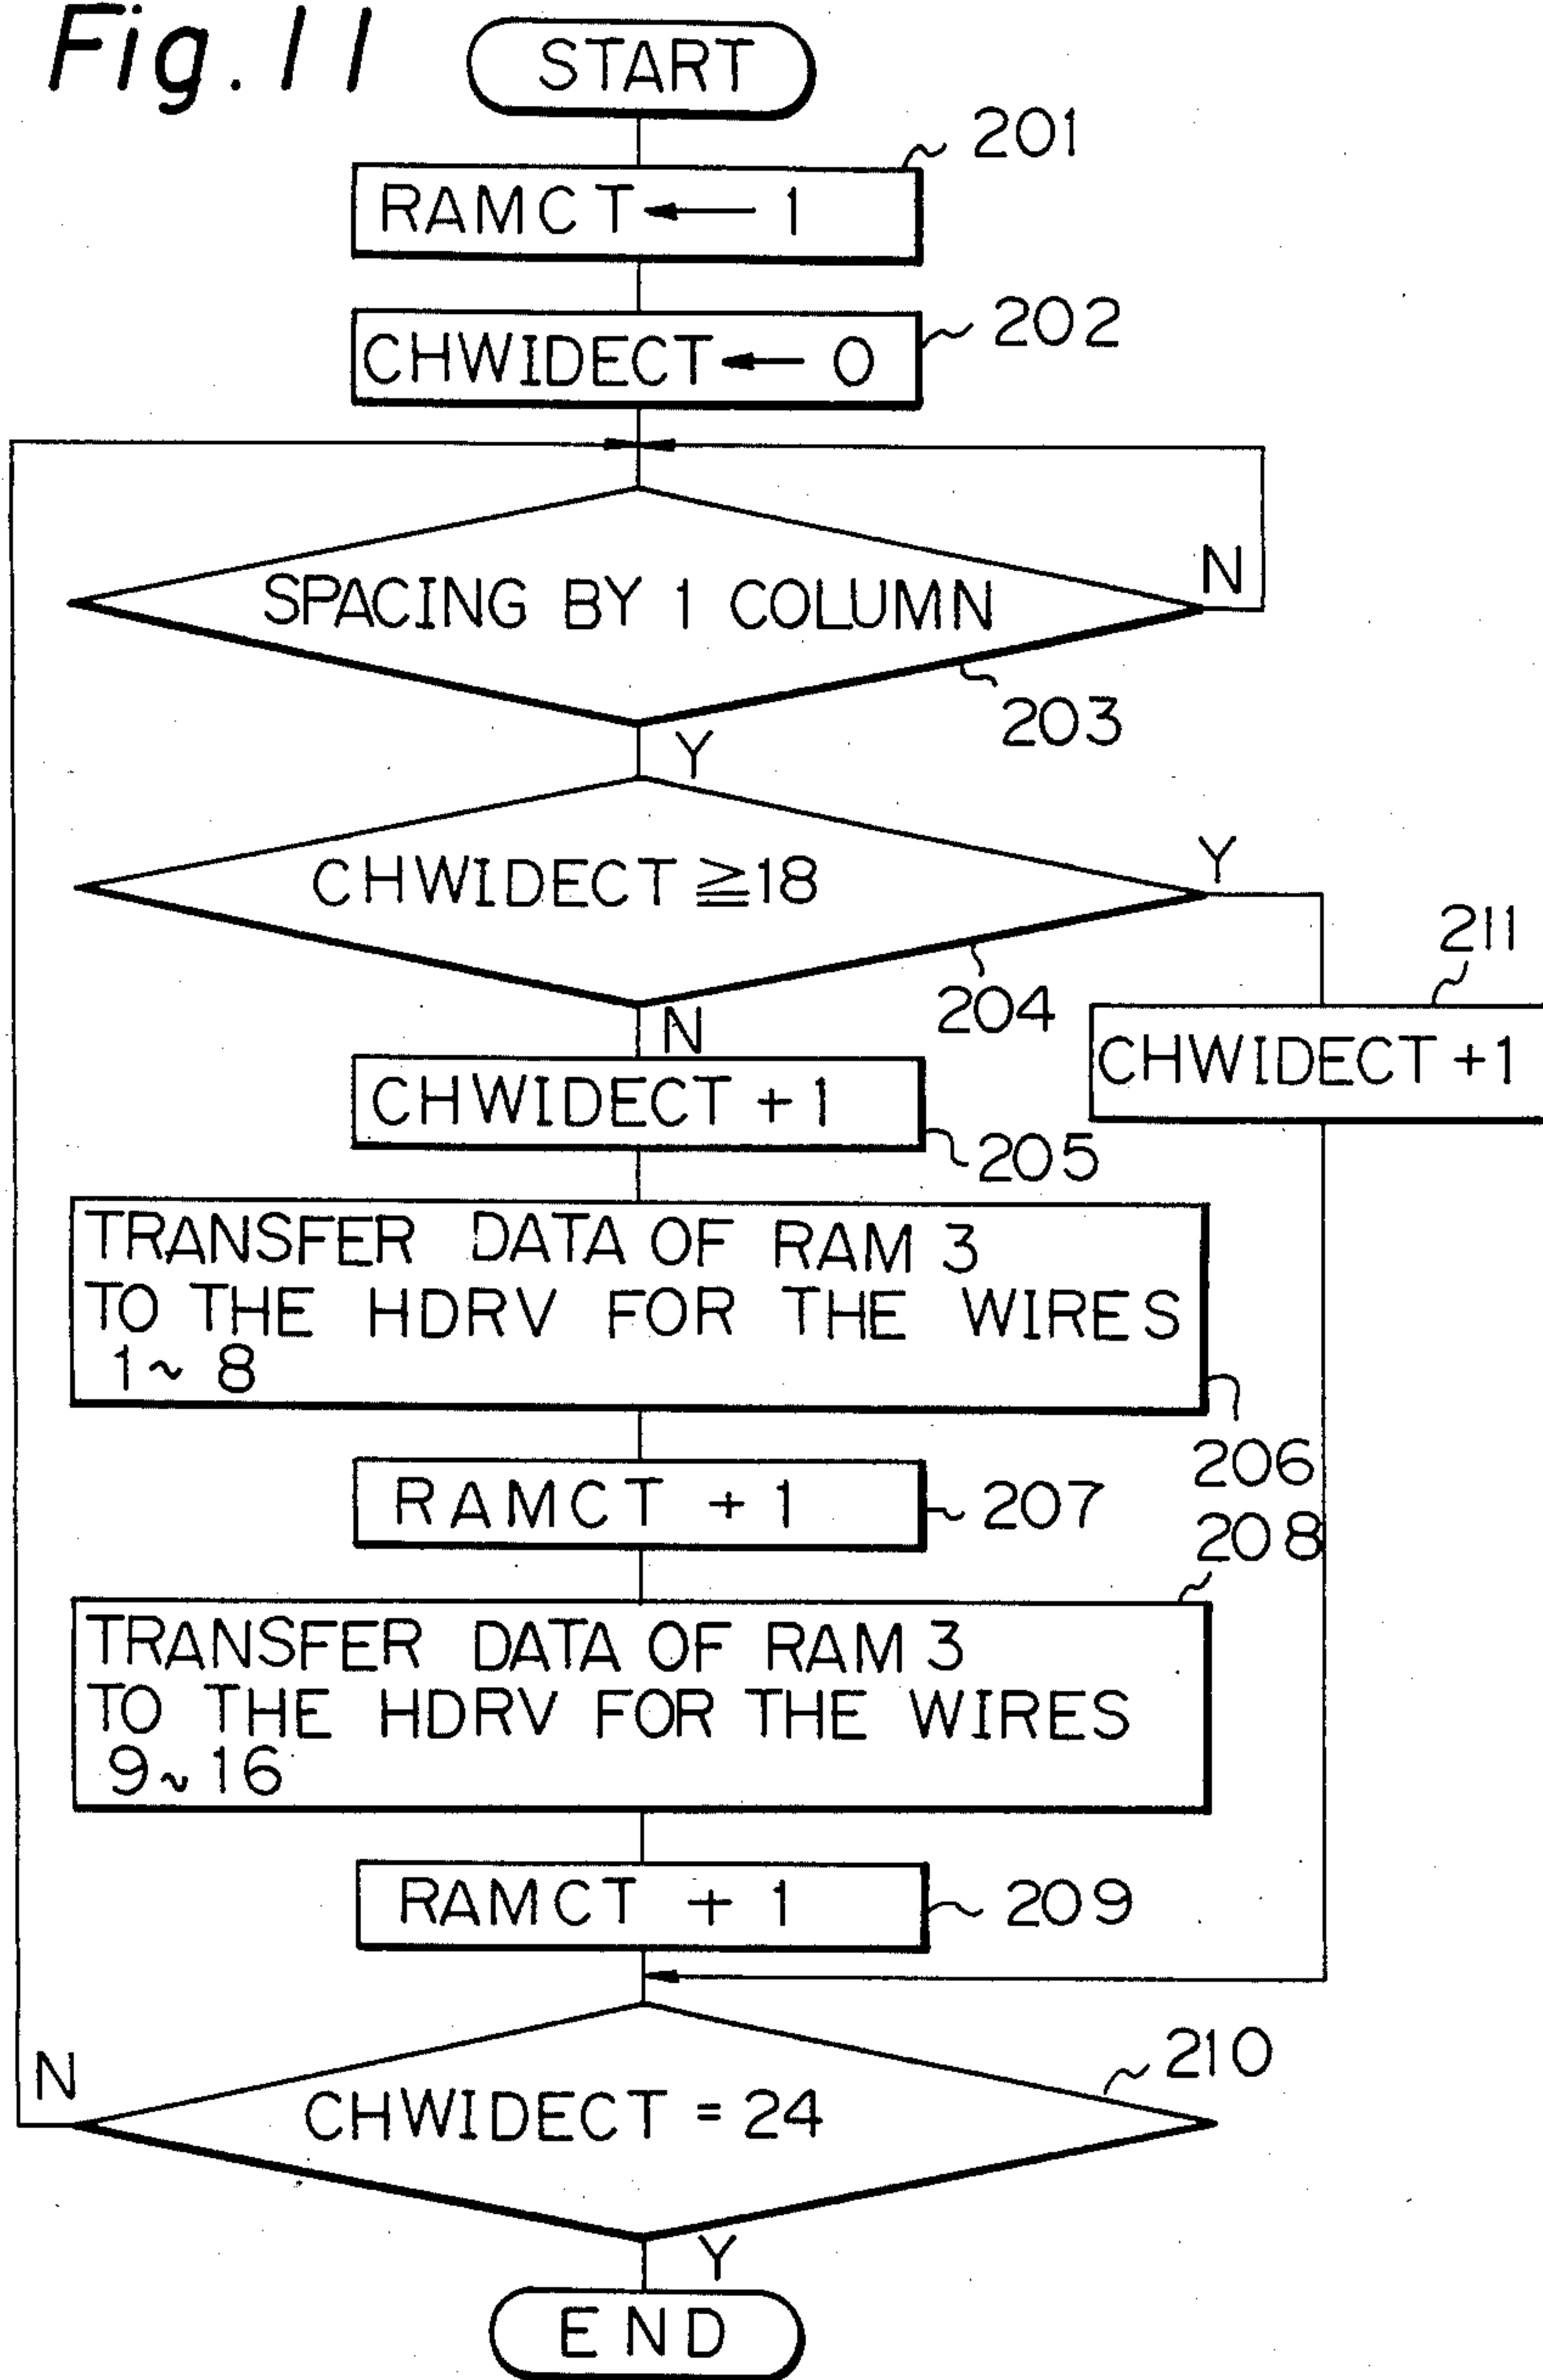 Fig. 11
START
201
RAMCT ← 1
202
CHWIDECT ← 0
SPACING BY 1 COLUMN
N
203
Y
CHWIDECT ≧ 18
Y
204
N
211
CHWIDECT + 1
CHWIDECT + 1
205
TRANSFER DATA OF RAM 3
TO THE HDRV FOR THE WIRES
1 ~ 8
206
RAMCT + 1
207
208
TRANSFER DATA OF RAM 3
TO THE HDRV FOR THE WIRES
9 ~ 16
RAMCT + 1
209
210
N
CHWIDECT = 24
Y
END